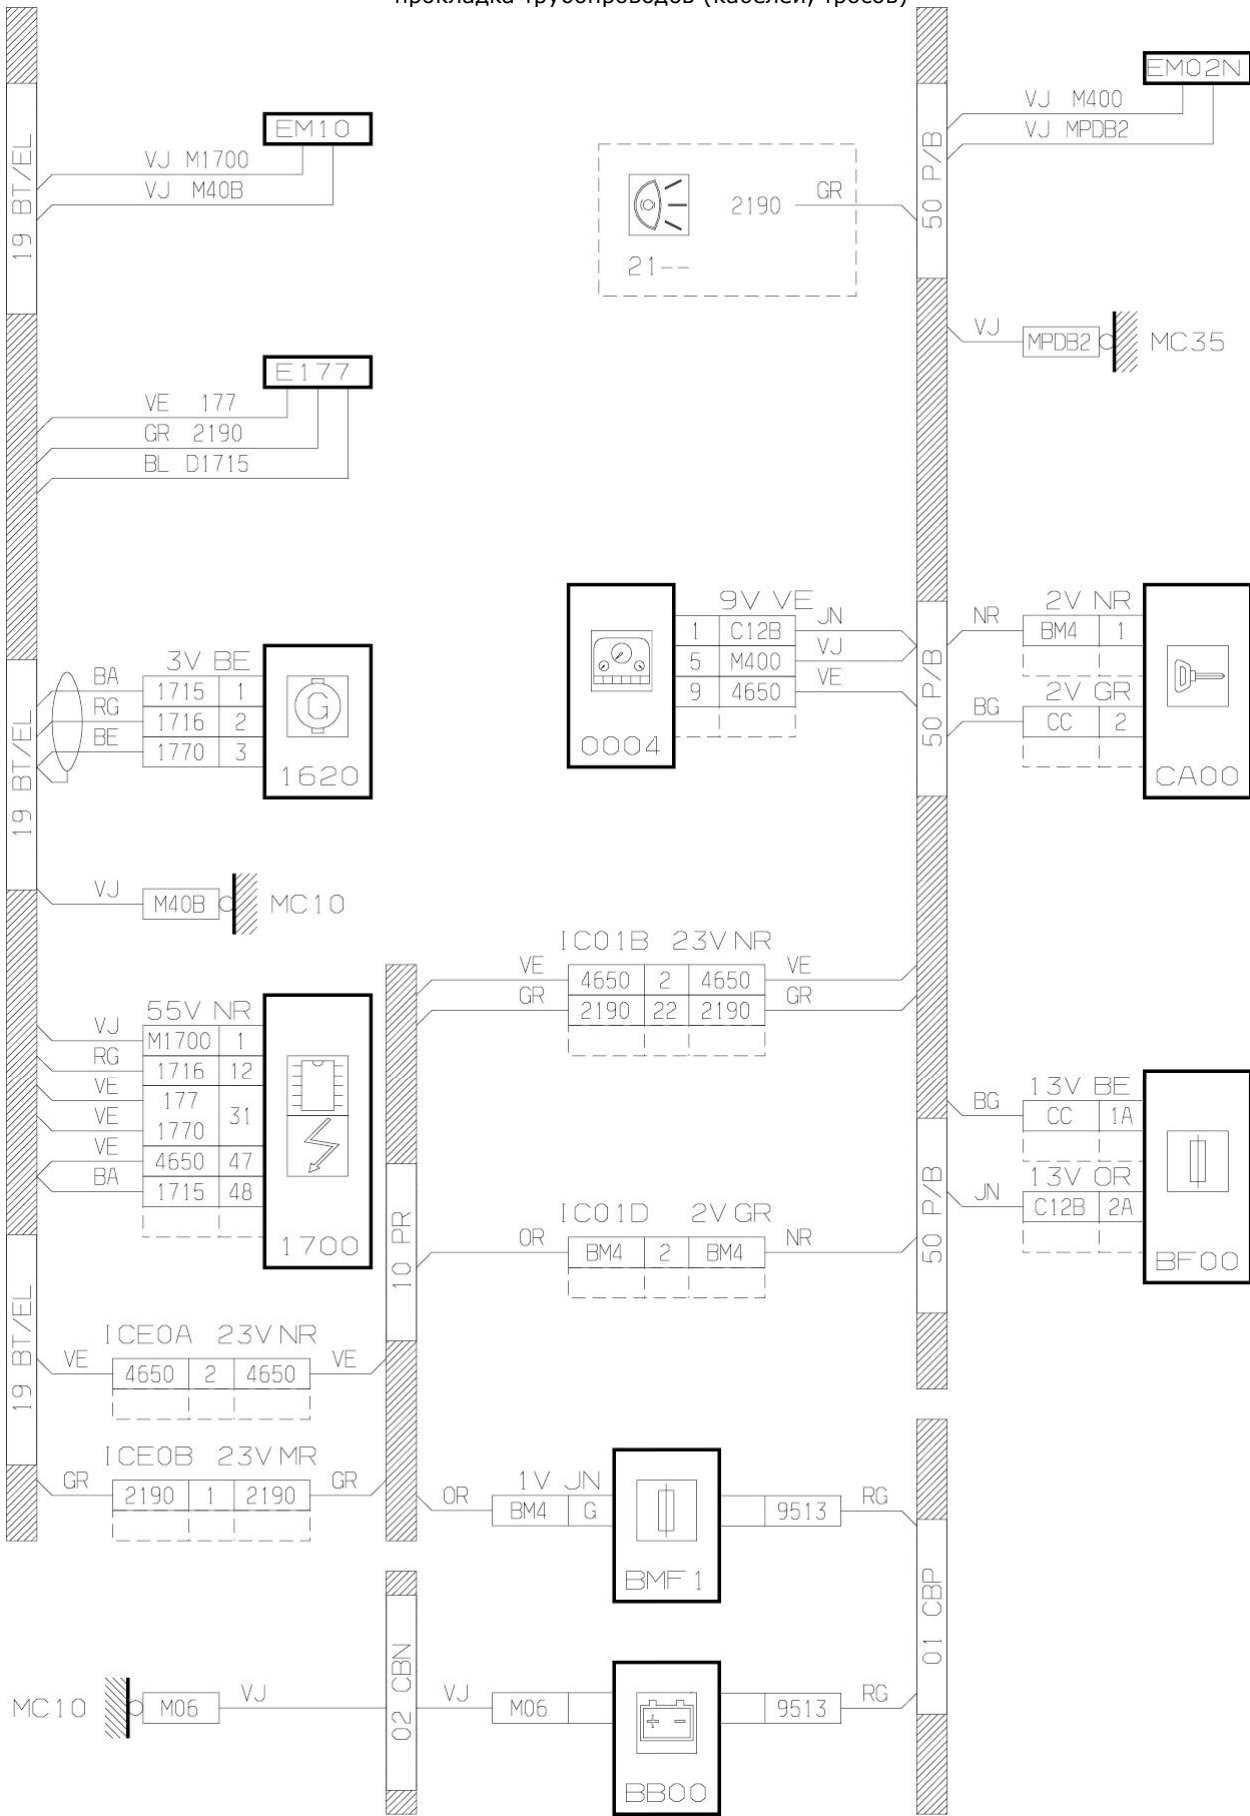 прокладка трубопроводов (кабелей, тросов)
EM02N
VJ M400
VJ MPDB2
EM10
VJ M1700
VJ M40B
19 BT/EL
50 P/B
2190 GR
21--
VJ MPDB2 MC35
E177
VE 177
GR 2190
BL D1715
9V VE
1 C12B JN
5 M400 VJ
9 4650 VE
0004
50 P/B
2V NR
NR BM4 1
2V GR
BG CC 2
CA00
3V BE
BA 1715 1
RG 1716 2
BE 1770 3
1620
19 BT/EL
VJ M40B MC10
IC01B 23V NR
VE 4650 2 4650 VE
GR 2190 22 2190 GR
55V NR
VJ M1700 1
RG 1716 12
VE 177
31
VE 1770
VE 4650 47
BA 1715 48
1700
13V BE
BG CC 1A
13V OR
JN C12B 2A
BF00
10 PR
IC01D 2V GR
OR BM4 2 BM4 NR
50 P/B
19 BT/EL
ICE0A 23V NR
VE 4650 2 4650 VE
ICE0B 23V MR
GR 2190 1 2190 GR
1V JN
OR BM4 G 9513 RG
BMF1
01 CBP
02 CBN
MC10 M06 VJ
VJ M06 9513 RG
+ -
BB00
G